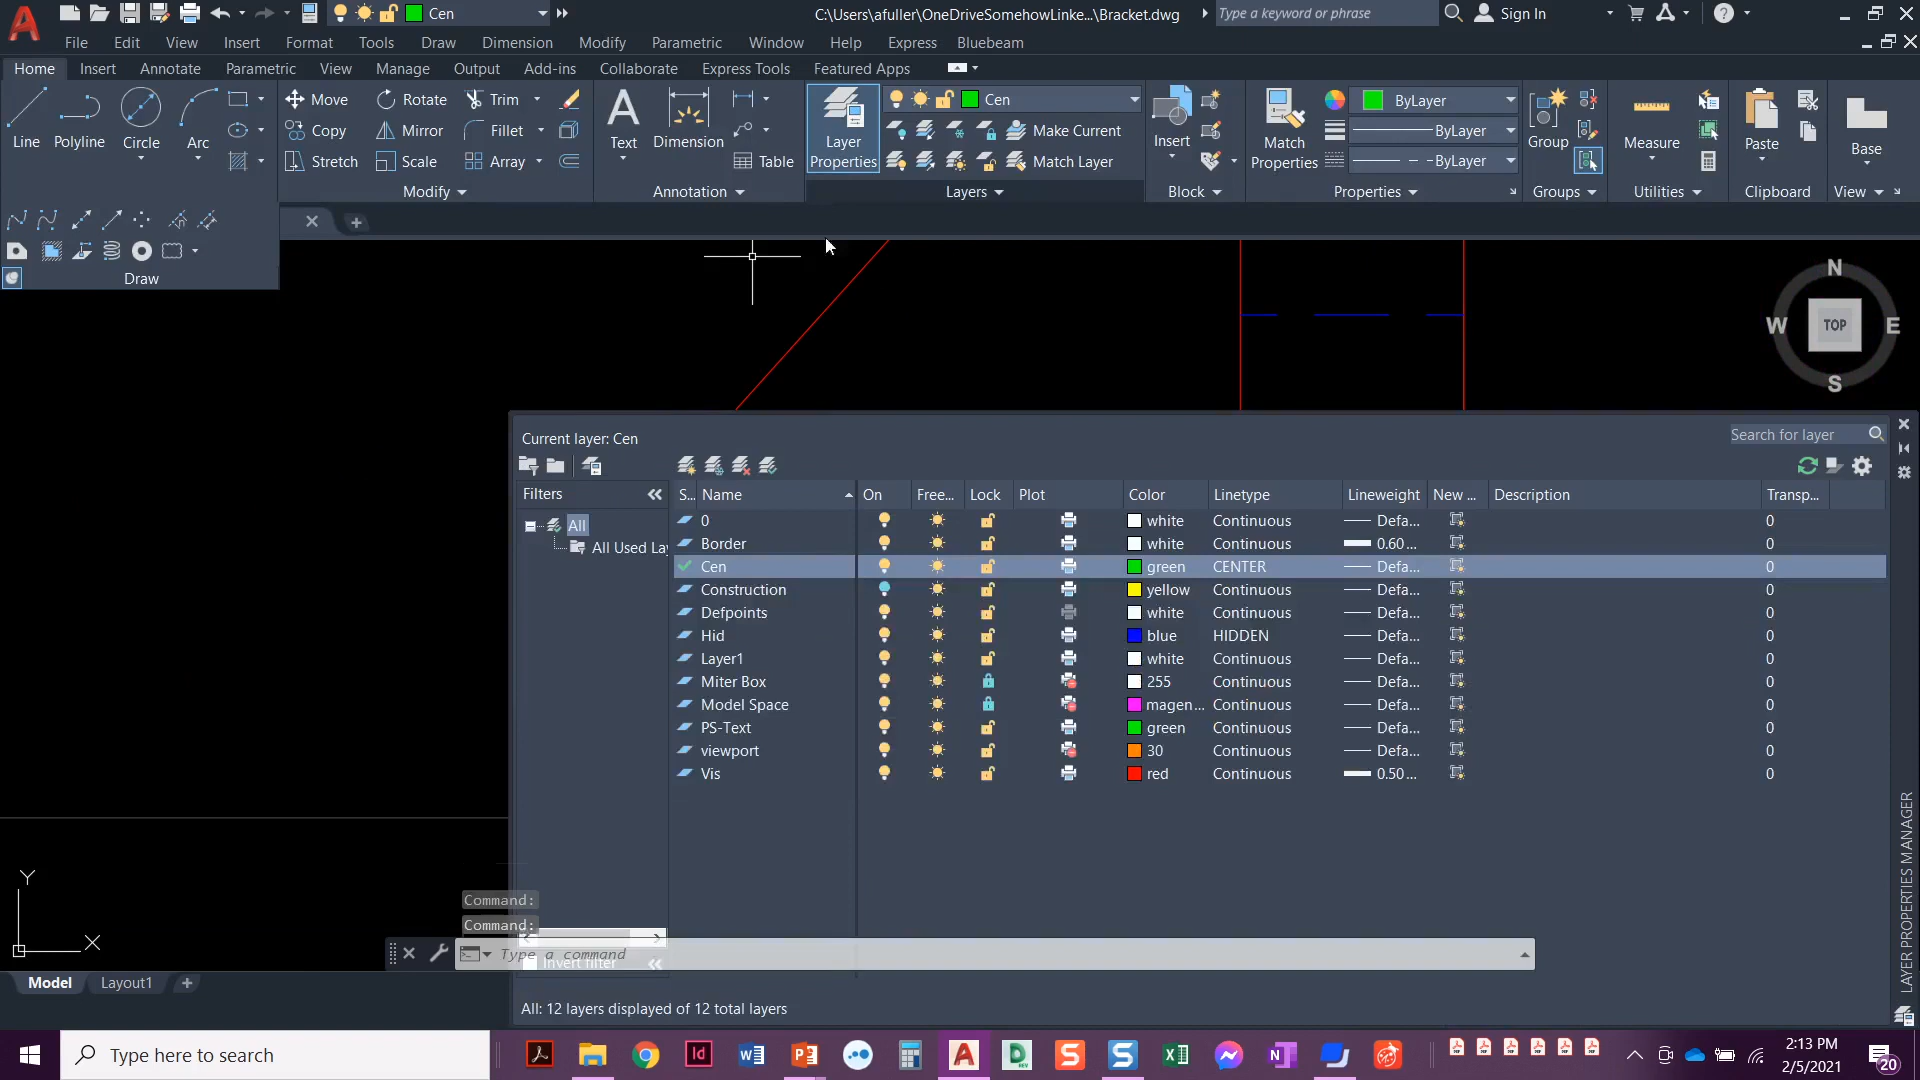 Cen
C:\Users\afuller\OneDriveSomehowLinke...\Bracket.dwg
Type a keyword or phrase
Sign In
File Edit View Insert Format Tools Draw Dimension Modify Parametric Window Help Express Bluebeam
Home Insert Annotate Parametric View Manage Output Add-ins Collaborate Express Tools Featured Apps
Line Polyline Circle Arc
Move Rotate Trim
Copy Mirror Fillet
Stretch Scale Array
Modify
Text Dimension Table
Annotation
Layer Properties
Cen
Make Current
Match Layer
Layers
Insert
Block
Match Properties
ByLayer
ByLayer
ByLayer
Properties
Group
Groups
Measure
Utilities
Paste
Clipboard
Base
View
Draw
N
W TOP E
S
Current layer: Cen
Search for layer
Filters
All
All Used Lay
S... Name On Free... Lock Plot Color Linetype Lineweight New ... Description Transp...
0 white Continuous Defa... 0
Border white Continuous 0.60 ... 0
Cen green CENTER Defa... 0
Construction yellow Continuous Defa... 0
Defpoints white Continuous Defa... 0
Hid blue HIDDEN Defa... 0
Layer1 white Continuous Defa... 0
Miter Box 255 Continuous Defa... 0
Model Space magen... Continuous Defa... 0
PS-Text green Continuous Defa... 0
viewport 30 Continuous Defa... 0
Vis red Continuous 0.50 ... 0
LAYER PROPERTIES MANAGER
Y
X
Command:
Command:
Type a command
Invert filter
Model Layout1
All: 12 layers displayed of 12 total layers
Type here to search
2:13 PM
2/5/2021
20